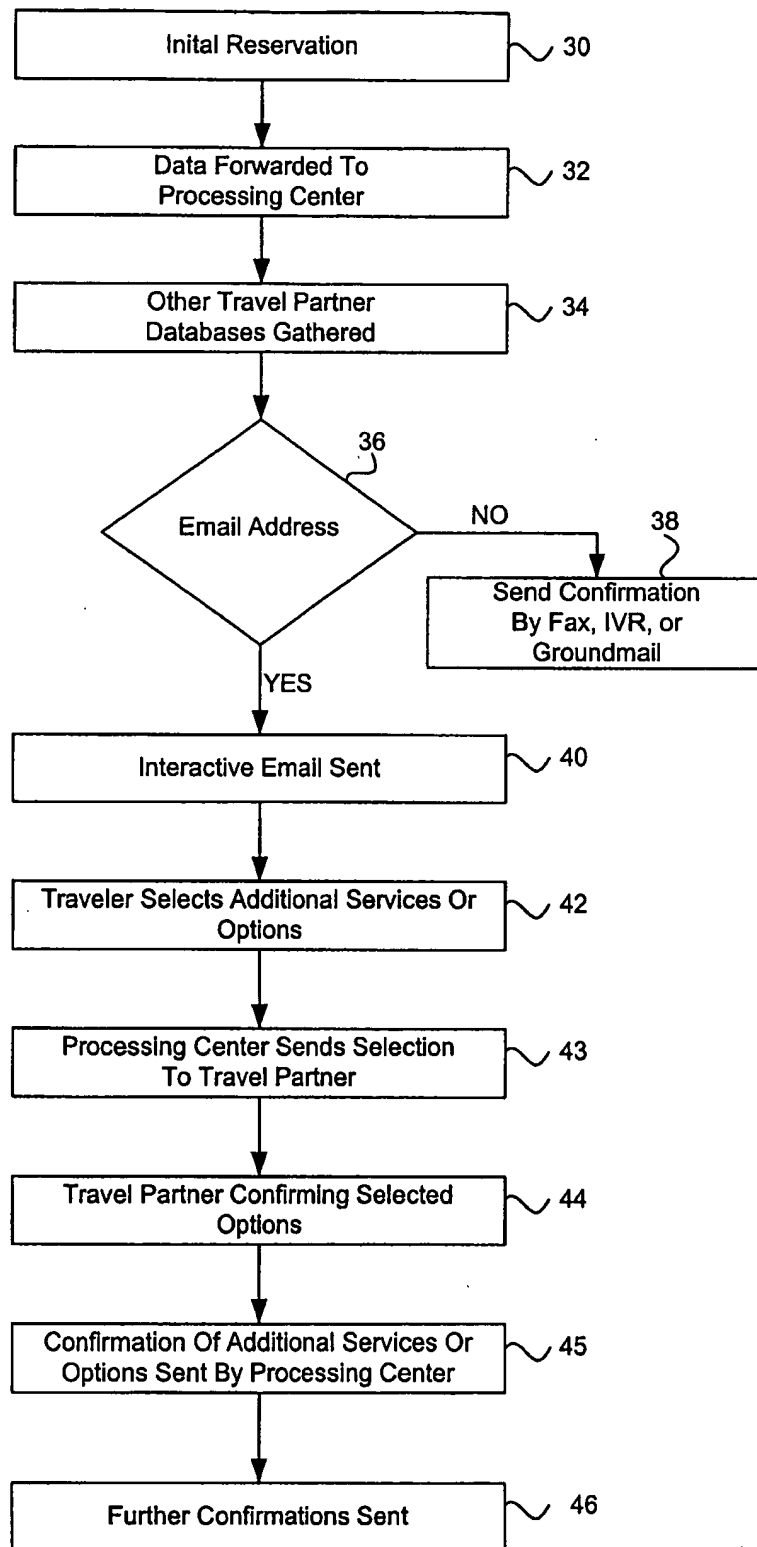 Inital Reservation
30
Data Forwarded To
Processing Center
32
Other Travel Partner
Databases Gathered
34
36
Email Address
NO
38
Send Confirmation
By Fax, IVR, or
Groundmail
YES
Interactive Email Sent
40
Traveler Selects Additional Services Or
Options
42
Processing Center Sends Selection
To Travel Partner
43
Travel Partner Confirming Selected
Options
44
Confirmation Of Additional Services Or
Options Sent By Processing Center
45
Further Confirmations Sent
46